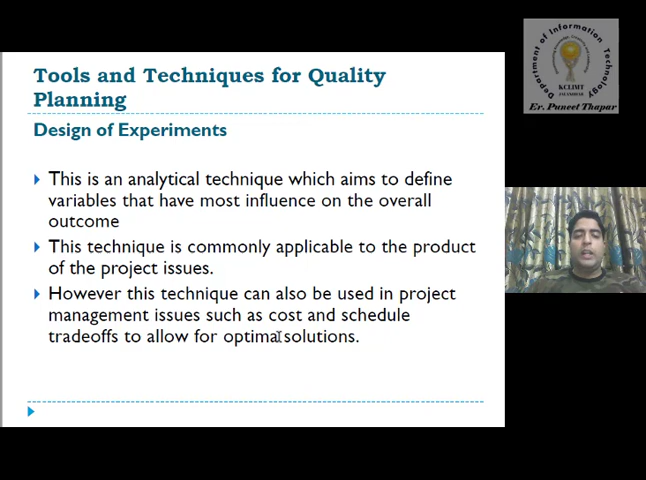 Tools and Techniques for Quality
Planning
Design of Experiments
This is an analytical technique which aims to define
variables that have most influence on the overall
outcome
This technique is commonly applicable to the product
of the project issues.
However this technique can also be used in project
management issues such as cost and schedule
tradeoffs to allow for optimal solutions.
Department of Information Technology
KCLIMT
JALANDHAR
Er. Puneet Thapar